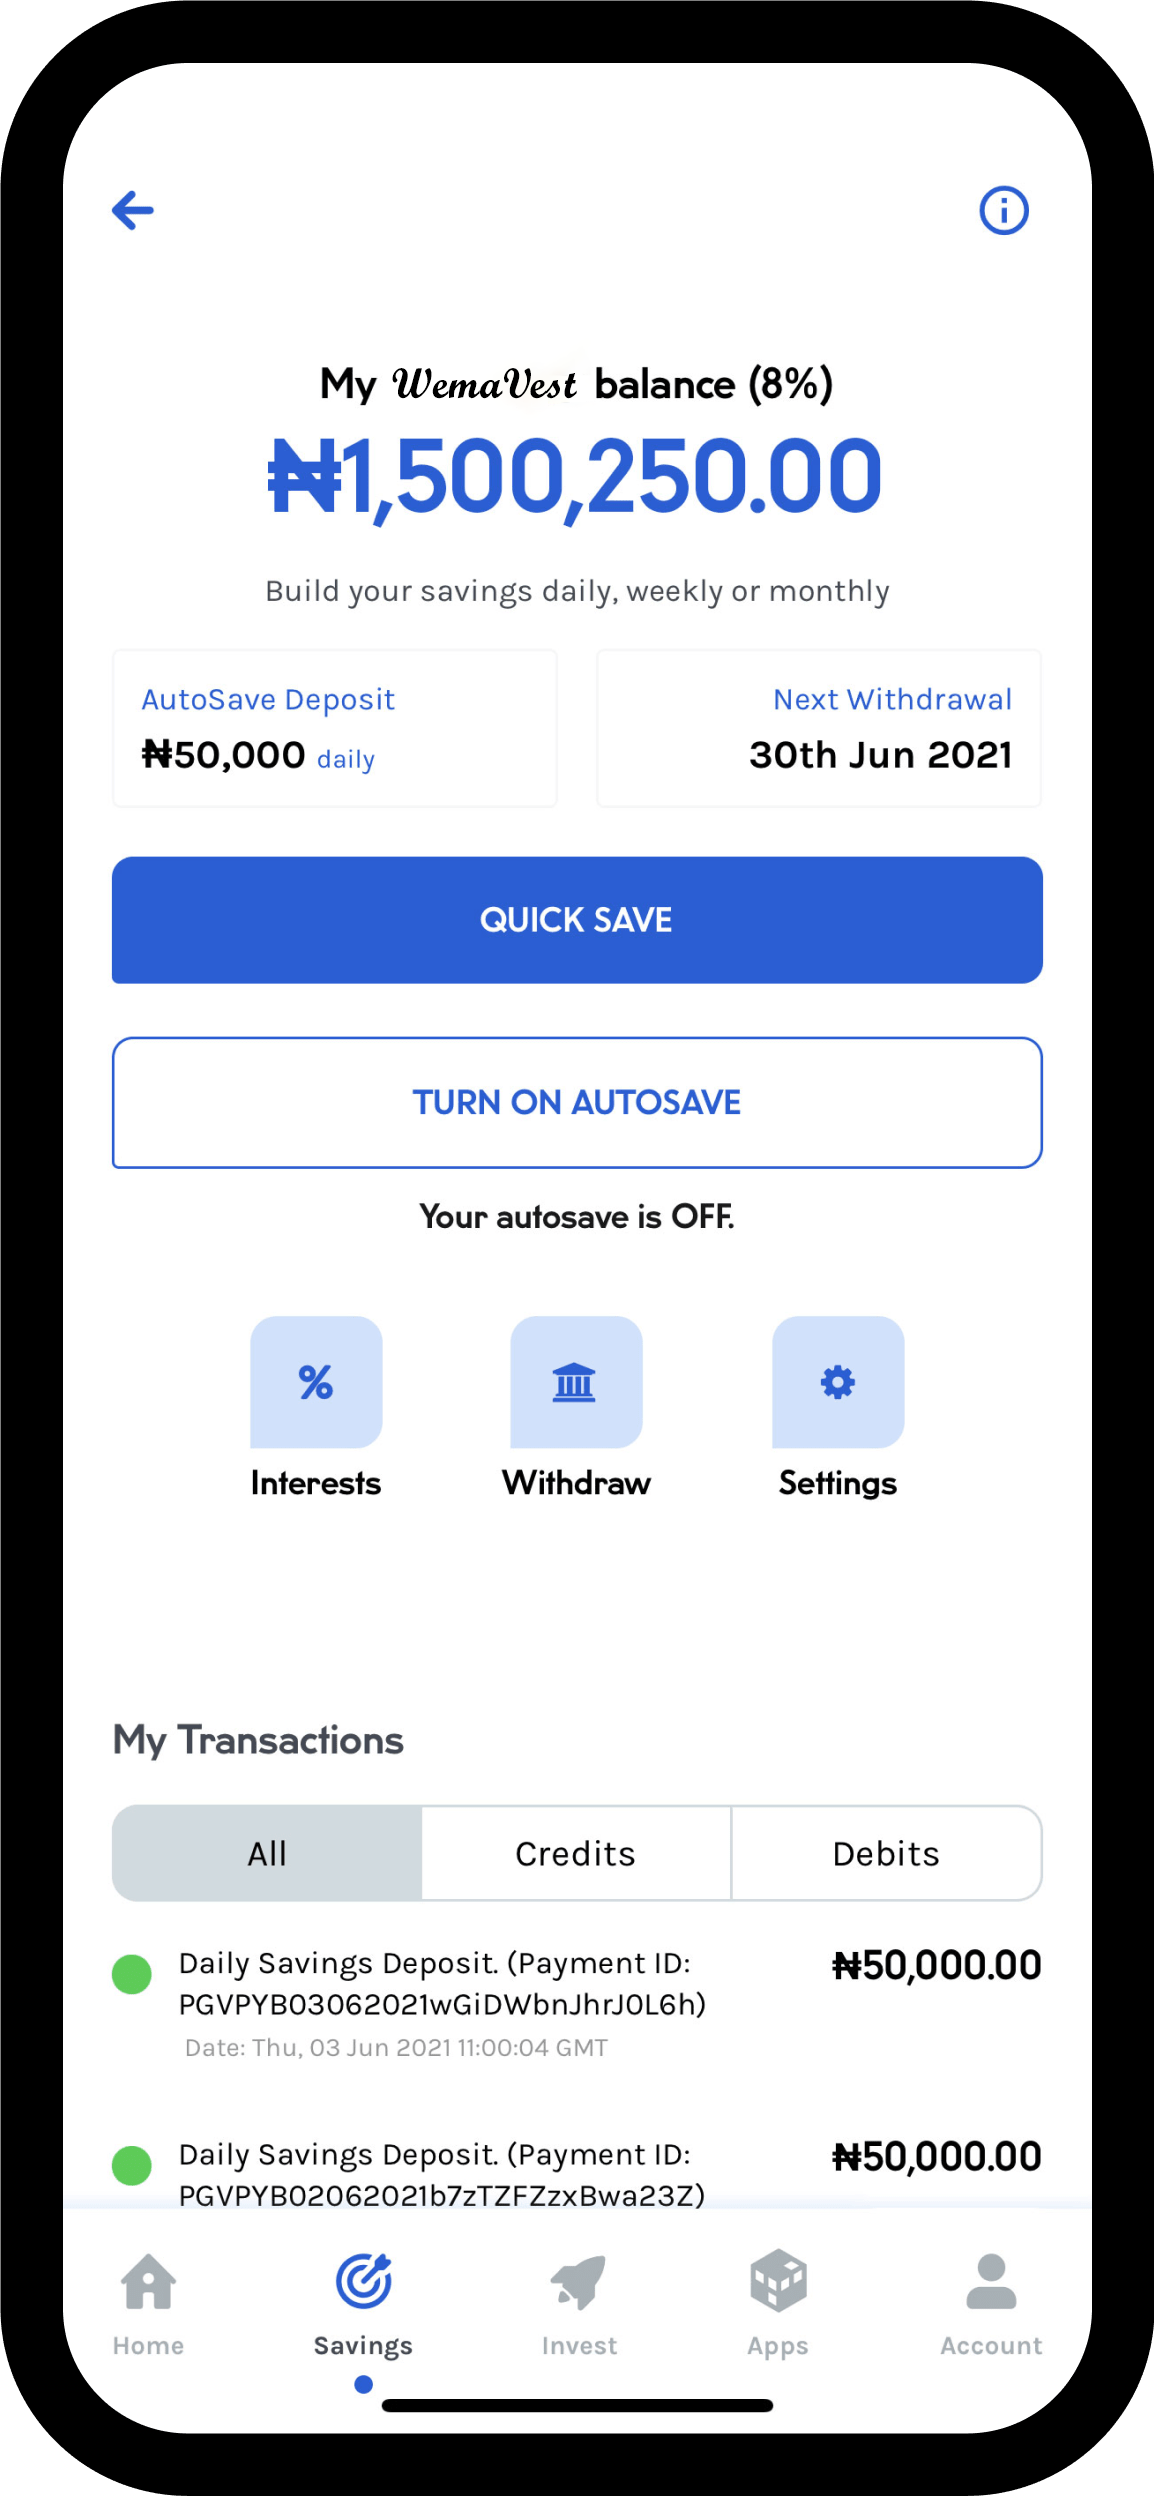 My WemaVest balance (8%)
₦1,500,250.00
Build your savings daily, weekly or monthly
AutoSave Deposit
₦50,000 daily
Next Withdrawal
30th Jun 2021
QUICK SAVE
TURN ON AUTOSAVE
Your autosave is OFF.
Interests
Withdraw
Settings
My Transactions
All
Credits
Debits
Daily Savings Deposit. (Payment ID:
PGVPYB03062021wGiDWbnJhrJ0L6h)
₦50,000.00
Date: Thu, 03 Jun 2021 11:00:04 GMT
Daily Savings Deposit. (Payment ID:
PGVPYB02062021b7zTZFZzxBwa23Z)
₦50,000.00
Home
Savings
Invest
Apps
Account